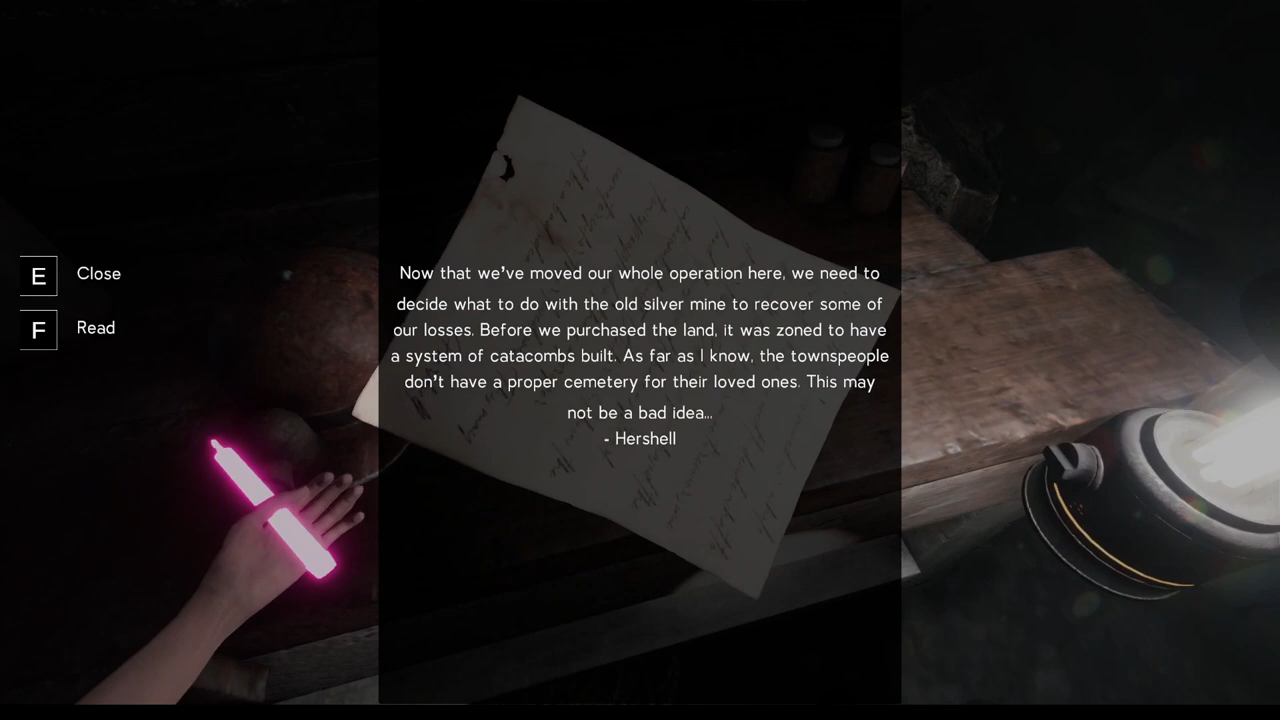 E Close
F Read
Now that we've moved our whole operation here, we need to
decide what to do with the old silver mine to recover some of
our losses. Before we purchased the land, it was zoned to have
a system of catacombs built. As far as I know, the townspeople
don't have a proper cemetery for their loved ones. This may
not be a bad idea...
- Hershell